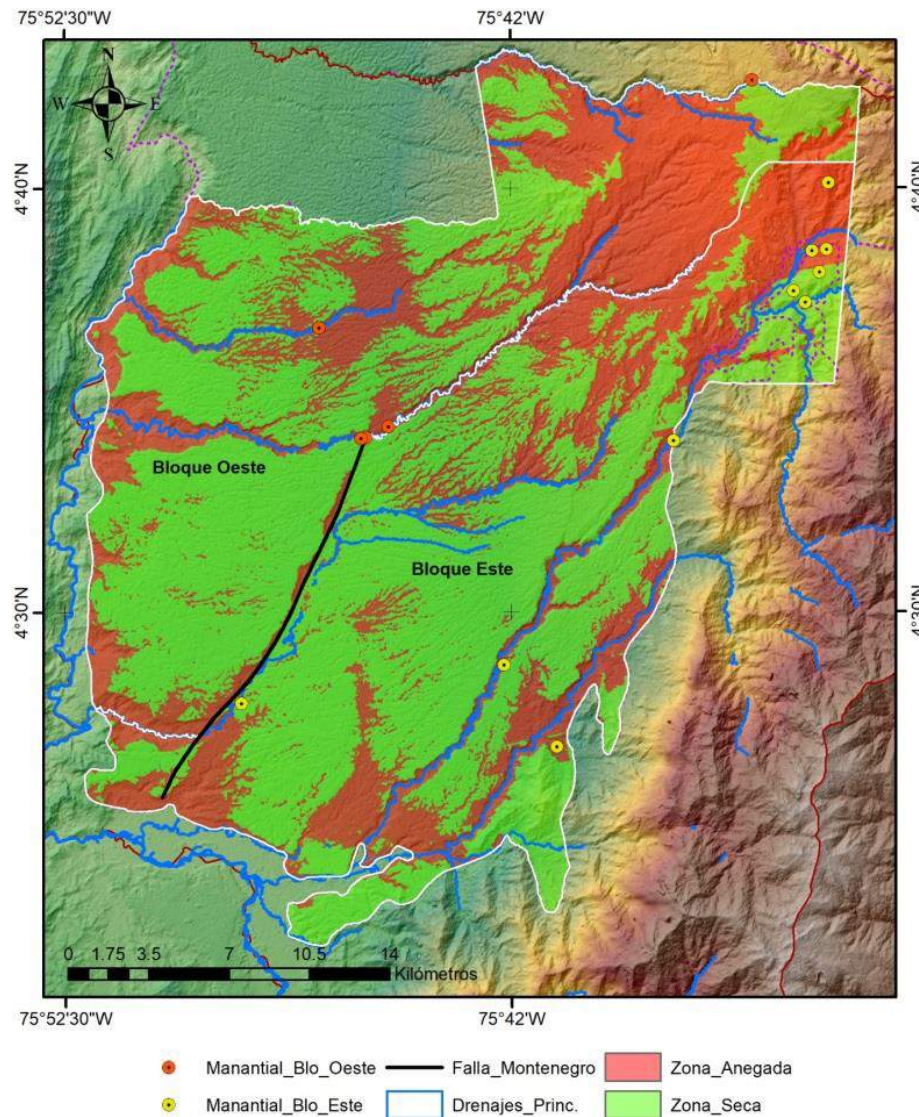 75°52'30"W 75°42'W
N
W E
S
4°40'N 4°40'N
Bloque Oeste
Bloque Este
4°30'N 4°30'N
0 1.75 3.5 7 10.5 14
Kilómetros
75°52'30"W 75°42'W
Manantial_Blo_Oeste Falla_Montenegro Zona_Anegada
Manantial_Blo_Este Drenajes_Princ. Zona_Seca